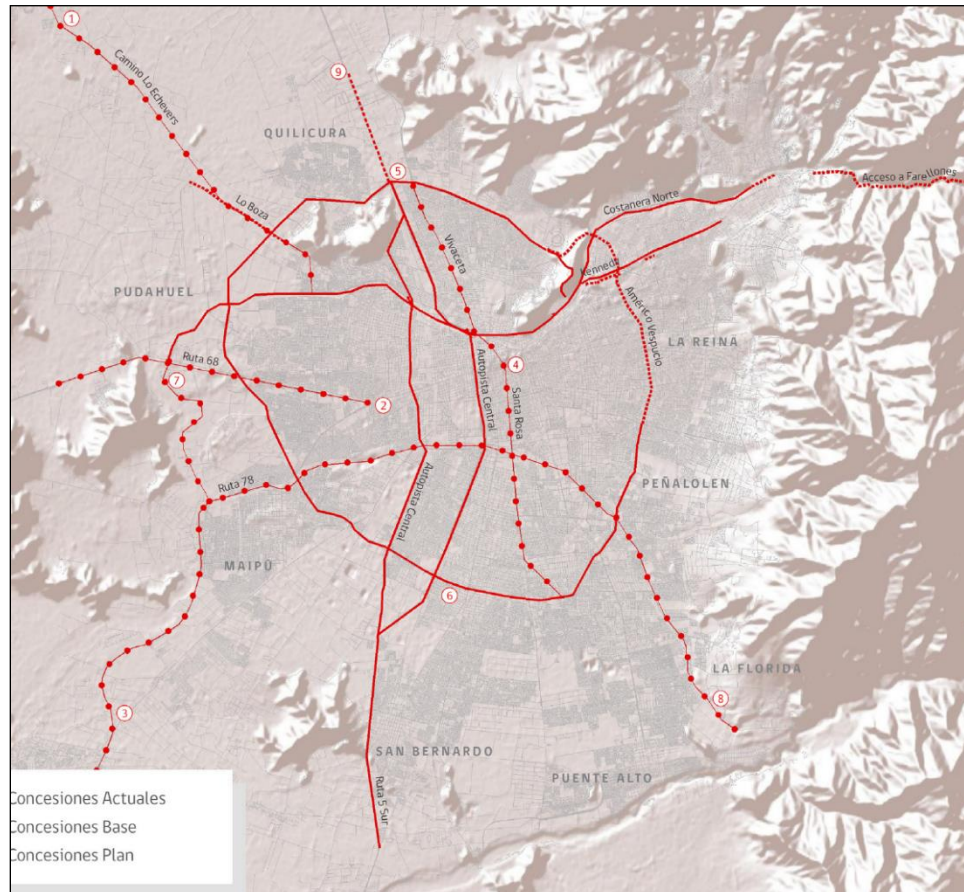 1
Camino Lo Echevers
9
QUILICURA
5
Acceso a Farellones
Costanera Norte
Lo Boza
Vivaceta
Kennedy
PUDAHUEL
Américo Vespucio
LA REINA
Ruta 68
7
4
2
Autopista Central
Santa Rosa
Ruta 78
Autopista Central
PEÑALOLEN
MAIPÚ
6
LA FLORIDA
8
3
SAN BERNARDO
PUENTE ALTO
Ruta 5 Sur
Concesiones Actuales
Concesiones Base
Concesiones Plan